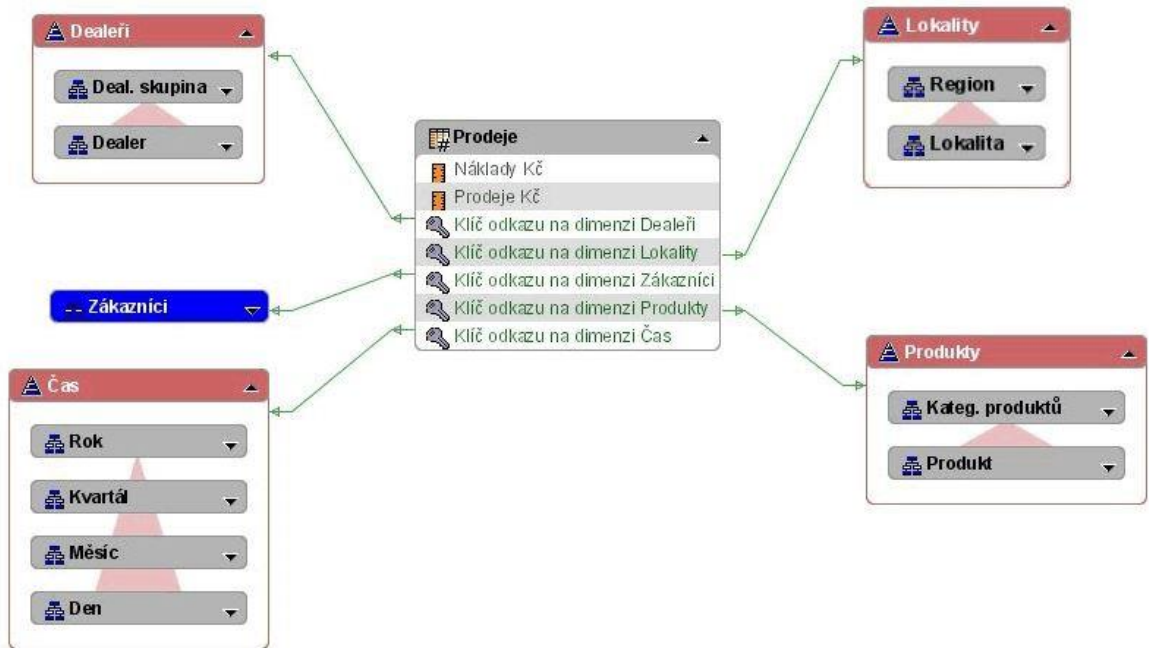 Dealeři
Deal. skupina
Dealer
Lokality
Region
Lokalita
Prodeje
Náklady Kč
Prodeje Kč
Klíč odkazu na dimenzi Dealeři
Klíč odkazu na dimenzi Lokality
Klíč odkazu na dimenzi Zákazníci
Klíč odkazu na dimenzi Produkty
Klíč odkazu na dimenzi Čas
Zákazníci
Čas
Rok
Kvartál
Měsíc
Den
Produkty
Kateg. produktů
Produkt